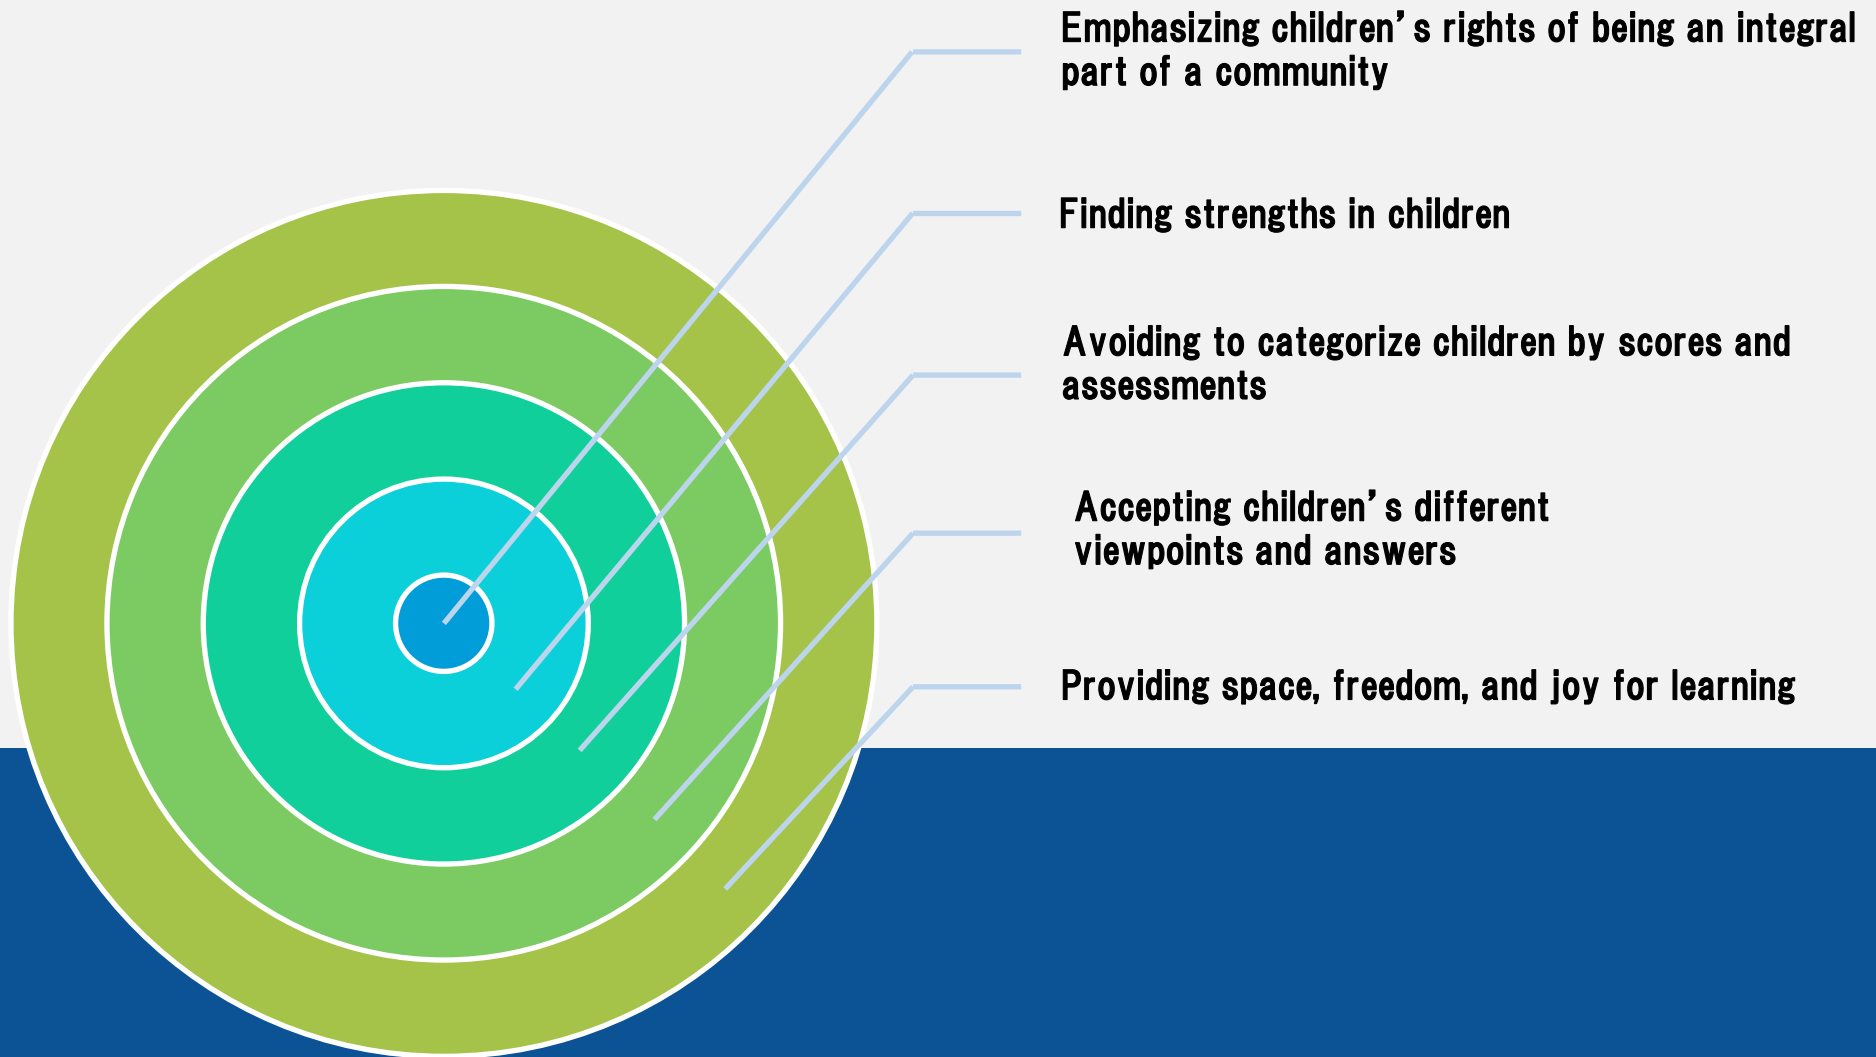 Emphasizing children’s rights of being an integral
part of a community
Finding strengths in children
Avoiding to categorize children by scores and
assessments
Accepting children’s different
viewpoints and answers
Providing space, freedom, and joy for learning